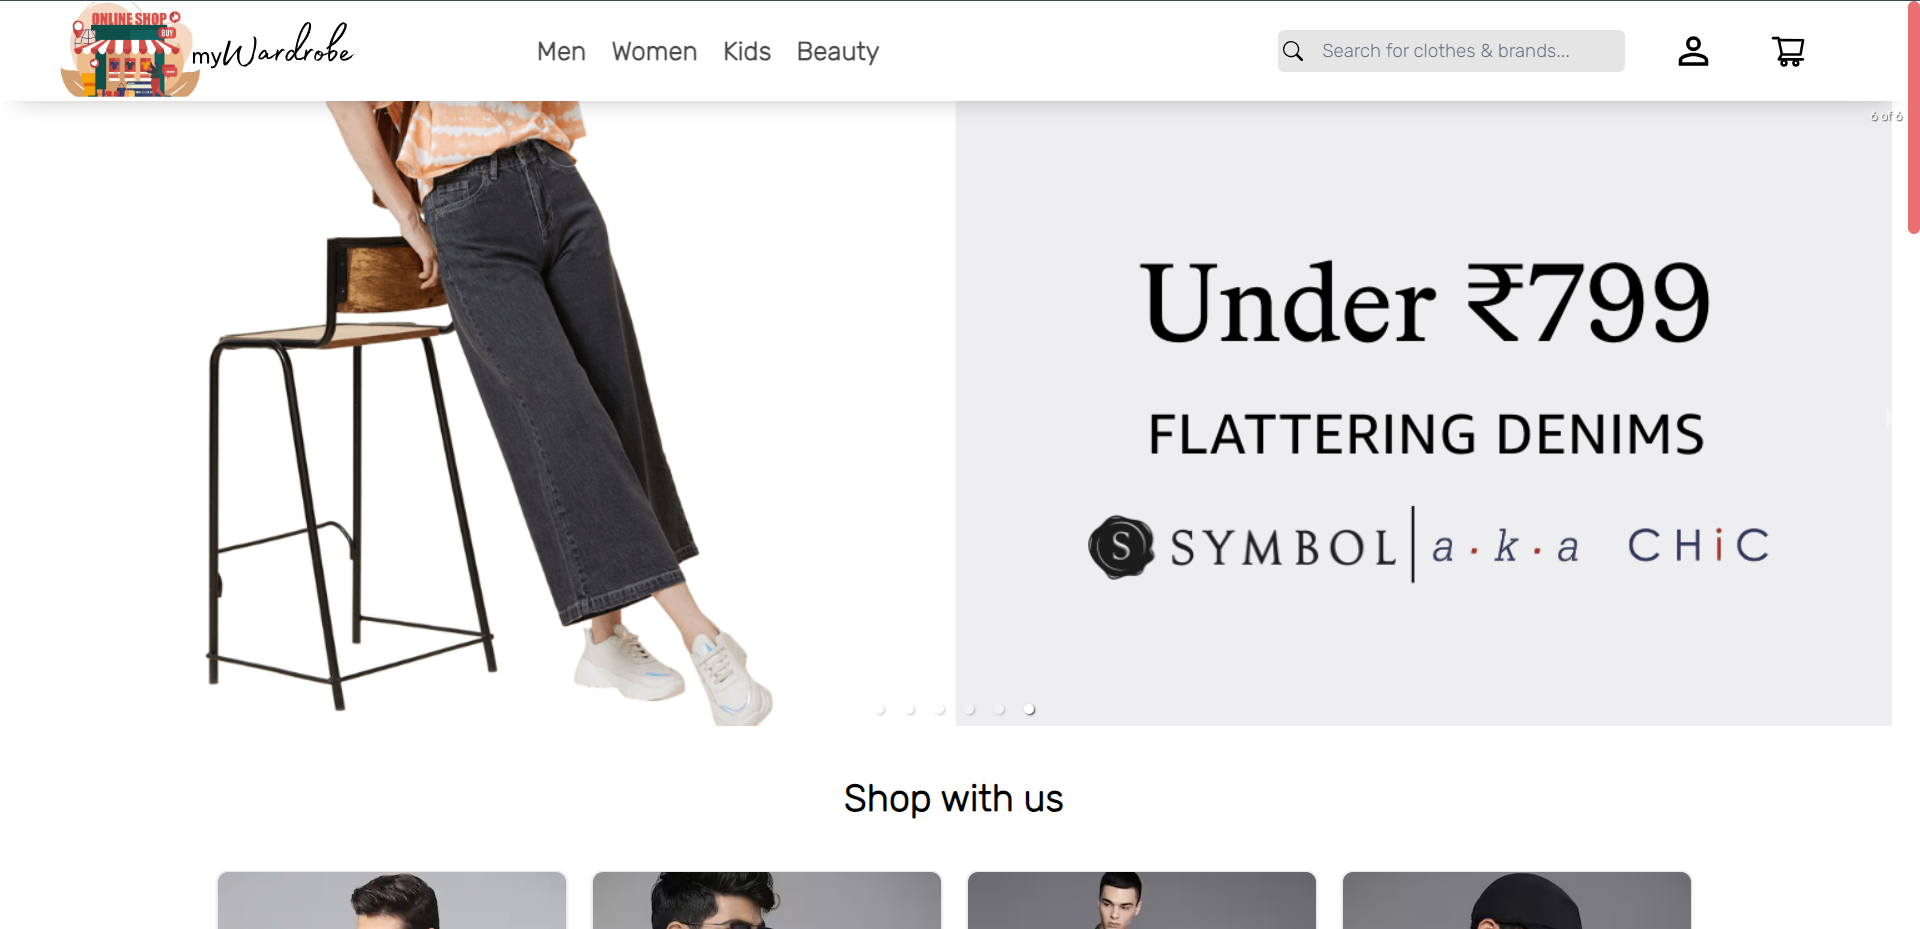 ONLINE SHOP
BUY
myWardrobe
Men Women Kids Beauty
Search for clothes & brands...
6 of 6
Under ₹799
FLATTERING DENIMS
S SYMBOL a.k.a CHiC
Shop with us